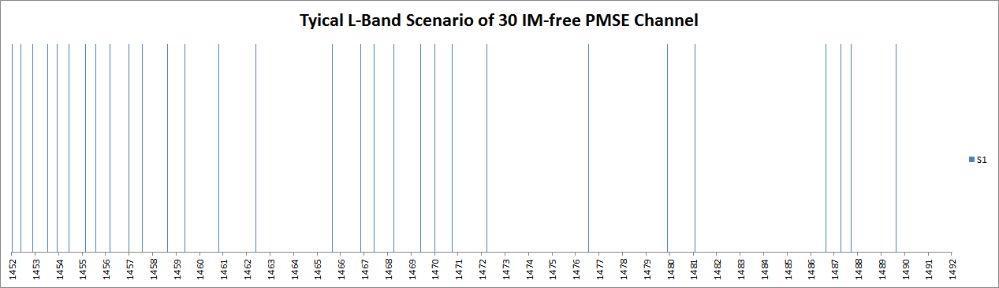 Tyical L-Band Scenario of 30 IM-free PMSE Channel
S1
1452 1453 1454 1455 1456 1457 1458 1459 1460 1461 1462 1463 1464 1465 1466 1467 1468 1469 1470 1471 1472 1473 1474 1475 1476 1477 1478 1479 1480 1481 1482 1483 1484 1485 1486 1487 1488 1489 1490 1491 1492